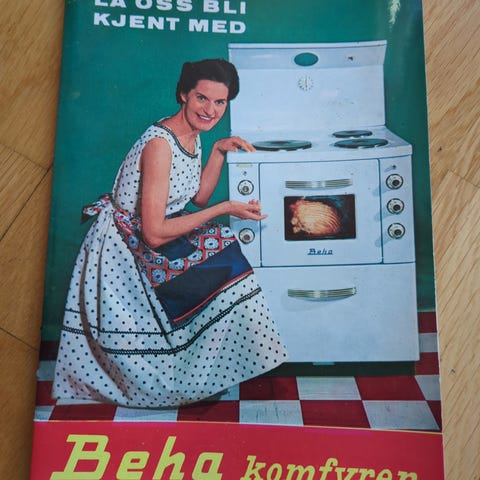 LA OSS BLI
KJENT MED
Beha
Beha komfyren